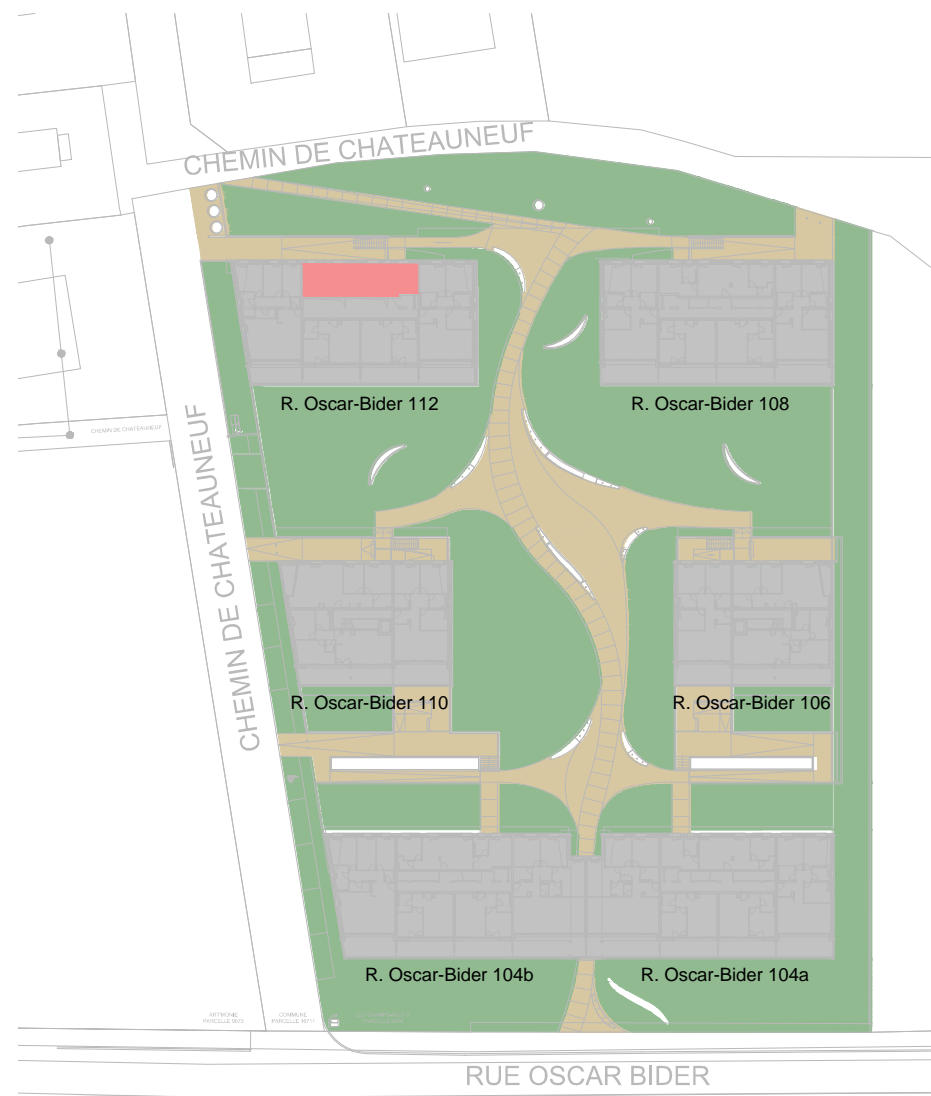 CHEMIN DE CHATEAUNEUF
R. Oscar-Bider 112
R. Oscar-Bider 108
CHEMIN DE CHATEAUNEUF
CHEMIN DE CHATEAUNEUF
R. Oscar-Bider 110
R. Oscar-Bider 106
R. Oscar-Bider 104b
R. Oscar-Bider 104a
COMMUNE
RUE OSCAR BIDER